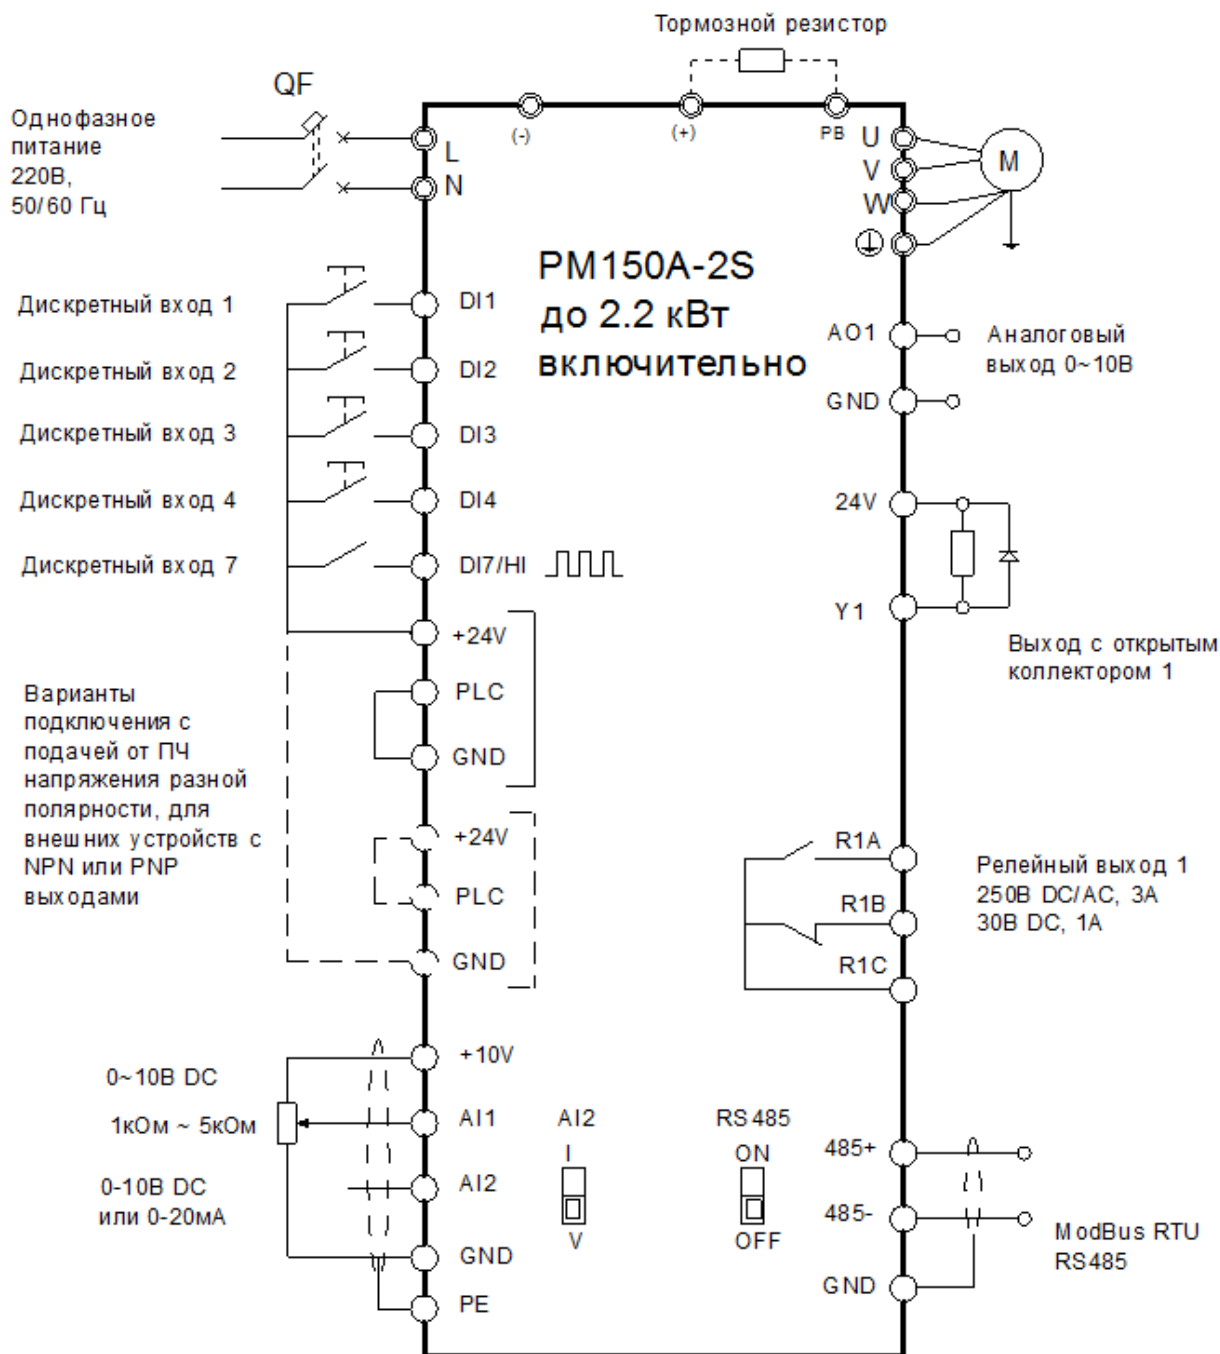 Тормозной резистор
QF
Однофазное
питание
220В,
50/60 Гц
L
N
(-)
(+)
PB
U
V
W
M
PM150A-2S
до 2.2 кВт
включительно
Дискретный вход 1
DI1
Дискретный вход 2
DI2
Дискретный вход 3
DI3
Дискретный вход 4
DI4
Дискретный вход 7
DI7/HI
+24V
PLC
GND
Варианты
подключения с
подачей от ПЧ
напряжения разной
полярности, для
внешних устройств с
NPN или PNP
выходами
+24V
PLC
GND
AO1
GND
Аналоговый
выход 0~10В
24V
Y1
Выход с открытым
коллектором 1
R1A
R1B
R1C
Релейный выход 1
250В DC/AC, 3А
30В DC, 1А
+10V
0~10В DC
1кОм ~ 5кОм
AI1
0-10В DC
или 0-20мА
AI2
GND
PE
AI2
I
V
RS485
ON
OFF
485+
485-
GND
ModBus RTU
RS485